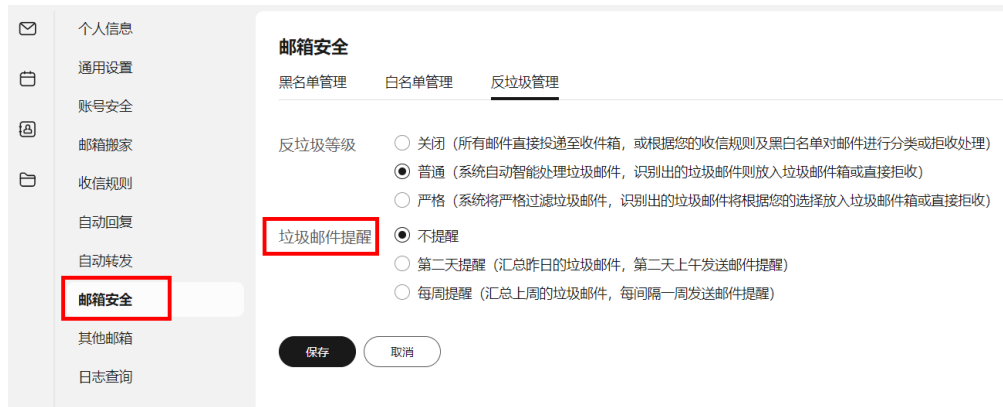 个人信息
通用设置
账号安全
邮箱搬家
收信规则
自动回复
自动转发
邮箱安全
其他邮箱
日志查询
邮箱安全
黑名单管理 白名单管理 反垃圾管理
反垃圾等级 关闭（所有邮件直接投递至收件箱，或根据您的收信规则及黑白名单对邮件进行分类或拒收处理）
普通（系统自动智能处理垃圾邮件，识别出的垃圾邮件则放入垃圾邮件箱或直接拒收）
严格（系统将严格过滤垃圾邮件，识别出的垃圾邮件将根据您的选择放入垃圾邮件箱或直接拒收）
垃圾邮件提醒 不提醒
第二天提醒（汇总昨日的垃圾邮件，第二天上午发送邮件提醒）
每周提醒（汇总上周的垃圾邮件，每间隔一周发送邮件提醒）
保存 取消